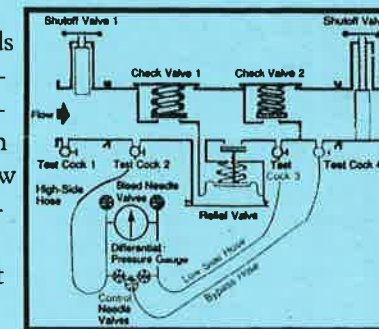 Shutoff Valve 1
Shutoff Valve
Check Valve 1
Check Valve 2
Flow
Test Cock 1
Test Cock 2
Test
Cock 3
Test Cock 4
High-Side
Hose
Bleed Needle
Valves
Relief Valve
Differential
Pressure Gauge
Low Side Hose
Bypass Hose
Control
Needle
Valves